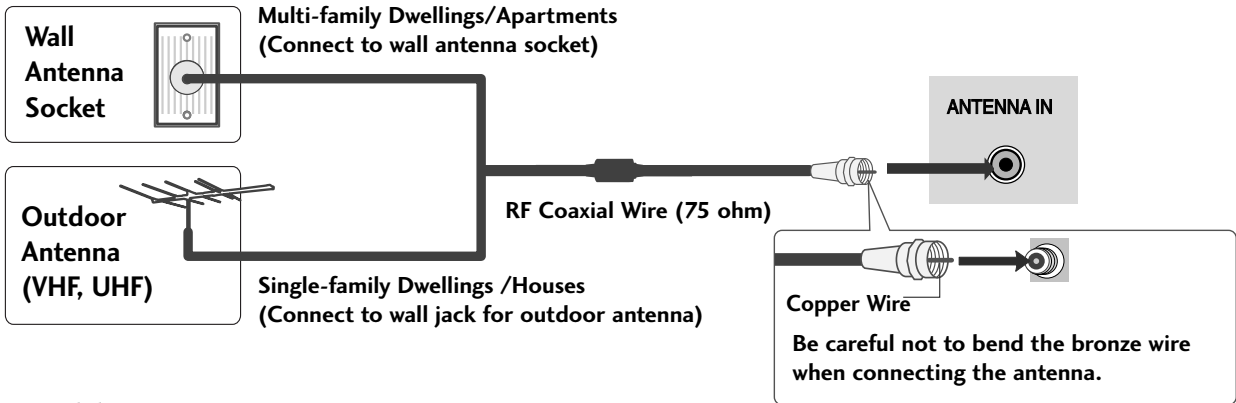 Multi-family Dwellings/Apartments
(Connect to wall antenna socket)
Wall
Antenna
Socket
ANTENNA IN
RF Coaxial Wire (75 ohm)
Outdoor
Antenna
(VHF, UHF)
Single-family Dwellings /Houses
(Connect to wall jack for outdoor antenna)
Copper Wire
Be careful not to bend the bronze wire
when connecting the antenna.